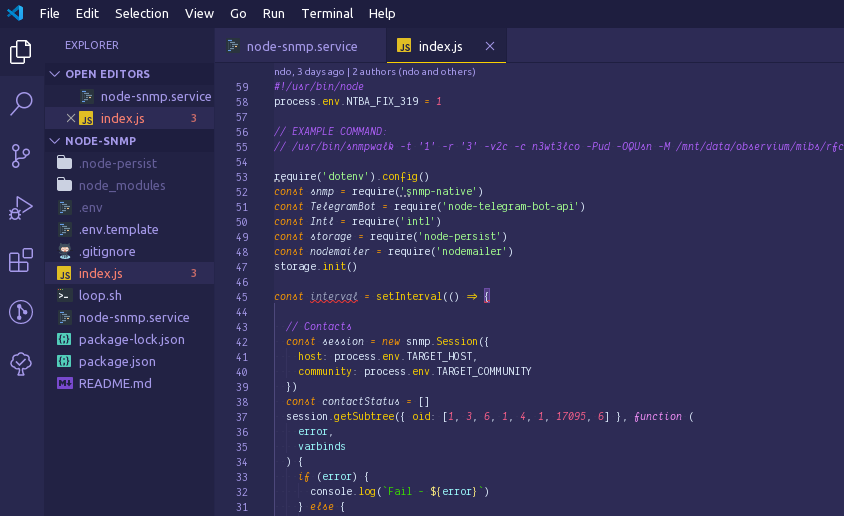 File Edit Selection View Go Run Terminal Help
EXPLORER
OPEN EDITORS
node-snmp.service
JS index.js 3
NODE-SNMP
.node-persist
node_modules
.env
.env.template
.gitignore
JS index.js 3
loop.sh
node-snmp.service
package-lock.json
package.json
README.md
node-snmp.service JS index.js
ndo, 3 days ago | 2 authors (ndo and others)
59 #!/usr/bin/node
58 process.env.NTBA_FIX_319 = 1
57
56 // EXAMPLE COMMAND:
55 // /usr/bin/snmpwalk -t '1' -r '3' -v2c -c n3wt3lco -Pud -OQUsn -M /mnt/data/observium/mibs/rfc
54
53 require('dotenv').config()
52 const snmp = require('snmp-native')
51 const TelegramBot = require('node-telegram-bot-api')
50 const Intl = require('intl')
49 const storage = require('node-persist')
48 const nodemailer = require('nodemailer')
47 storage.init()
46
45 const interval = setInterval(() => {
44
43 // Contacts
42 const session = new snmp.Session({
41 host: process.env.TARGET_HOST,
40 community: process.env.TARGET_COMMUNITY
39 })
38 const contactStatus = []
37 session.getSubtree({ oid: [1, 3, 6, 1, 4, 1, 17095, 6] }, function (
36 error,
35 varbinds
34 ) {
33 if (error) {
32 console.log(`Fail - ${error}`)
31 } else {